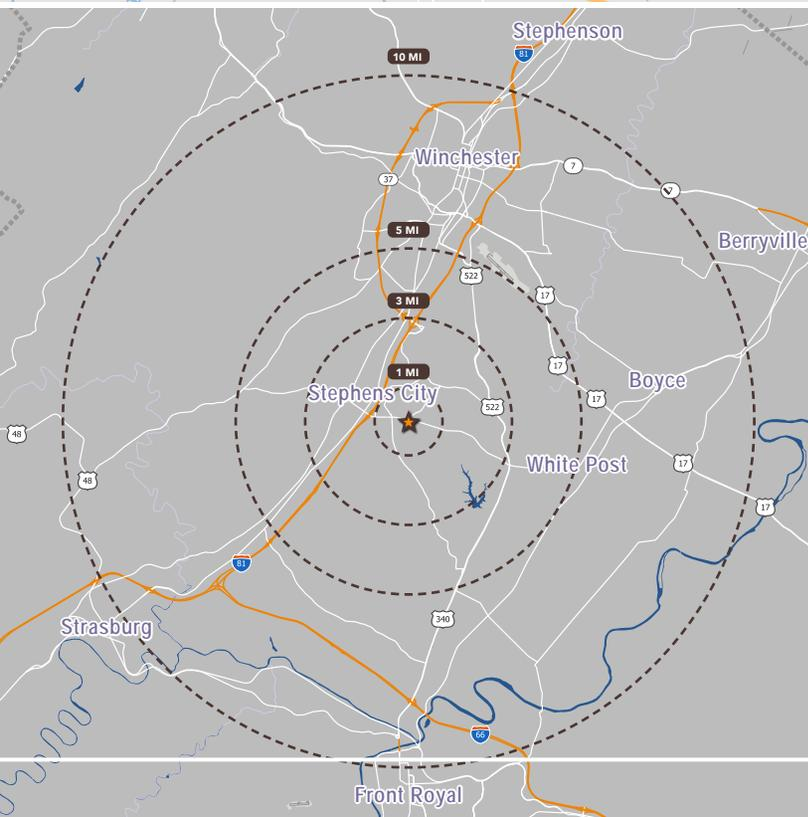 Stephenson
81
10 MI
Winchester
7
37
7
5 MI
Berryville
522
17
3 MI
17
1 MI
Boyce
Stephens City
17
522
48
White Post
17
48
17
81
340
Strasburg
66
Front Royal